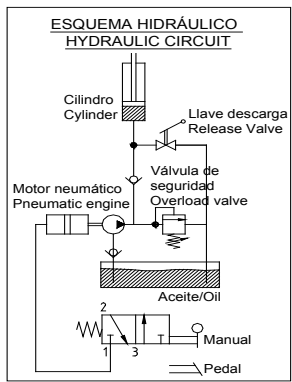 ESQUEMA HIDRÁULICO
HYDRAULIC CIRCUIT
Cilindro
Cylinder
Llave descarga
Release Valve
Válvula de
seguridad
Overload valve
Motor neumático
Pneumatic engine
Aceite/Oil
2
1
3
Manual
Pedal